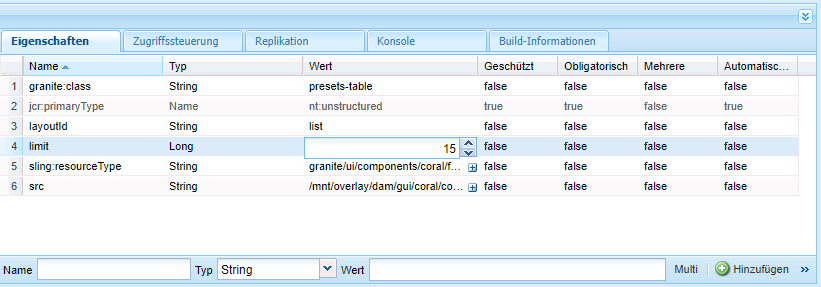 Eigenschaften Zugriffssteuerung Replikation Konsole Build-Informationen
Name Typ Wert Geschützt Obligatorisch Mehrere Automatisc...
1 granite:class String presets-table false false false false
2 jcr:primaryType Name nt:unstructured true true false true
3 layoutId String list false false false false
4 limit Long 15 false false false false
5 sling:resourceType String granite/ui/components/coral/f... false false false false
6 src String /mnt/overlay/dam/gui/coral/co... false false false false
Name Typ String Wert Multi Hinzufügen »